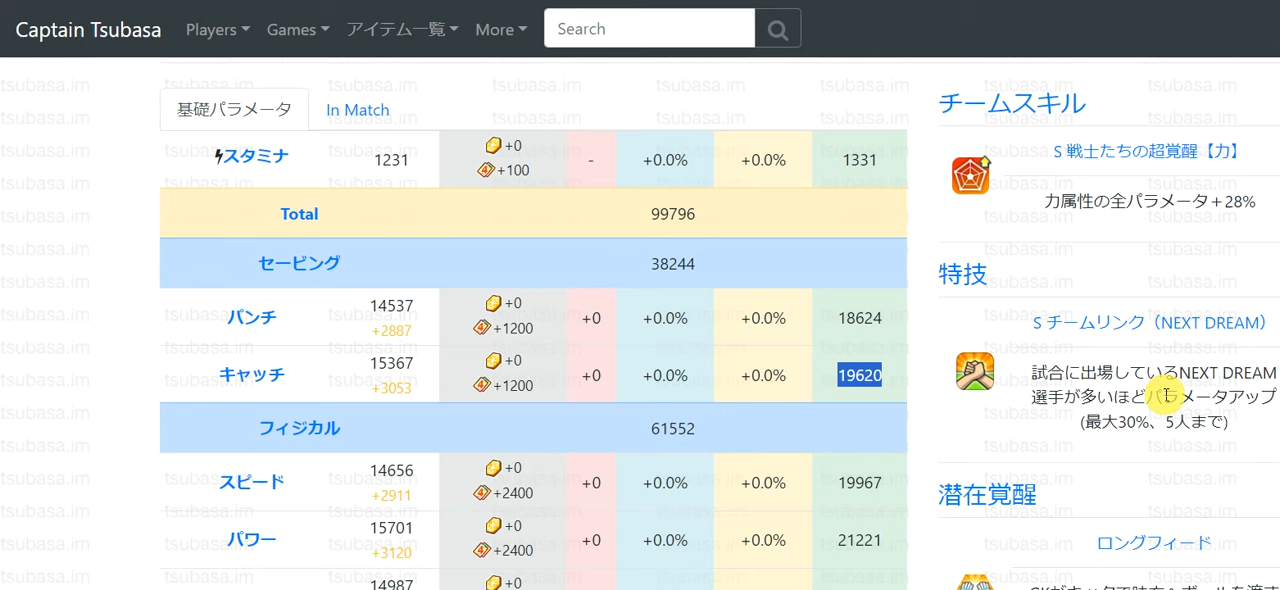 Captain Tsubasa Players Games アイテム一覧 More Search
基礎パラメータ In Match
スタミナ 1231 +0 +100 - +0.0% +0.0% 1331
Total 99796
セービング 38244
パンチ 14537 +2887 +0 +1200 +0 +0.0% +0.0% 18624
キャッチ 15367 +3053 +0 +1200 +0 +0.0% +0.0% 19620
フィジカル 61552
スピード 14656 +2911 +0 +2400 +0 +0.0% +0.0% 19967
パワー 15701 +3120 +0 +2400 +0 +0.0% +0.0% 21221
14987 +0
チームスキル
S 戦士たちの超覚醒【力】
力属性の全パラメータ+28%
特技
S チームリンク（NEXT DREAM）
試合に出場しているNEXT DREAM
選手が多いほどパラメータアップ
(最大30%、5人まで)
潜在覚醒
ロングフィード
tsubasa.im